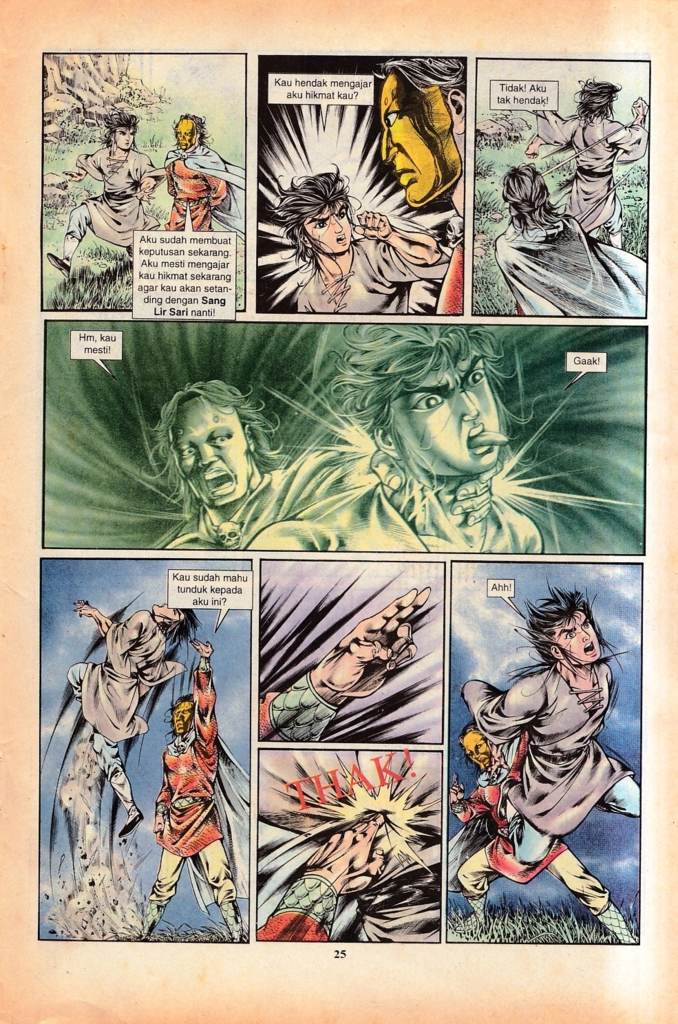 Aku sudah membuat
keputusan sekarang.
Aku mesti mengajar
kau hikmat sekarang
agar kau akan setan-
ding dengan Sang
Lir Sari nanti!
Kau hendak mengajar
aku hikmat kau?
Tidak! Aku
tak hendak!
Hm, kau
mesti!
Gaak!
Kau sudah mahu
tunduk kepada
aku ini?
THAK!
Ahh!
25